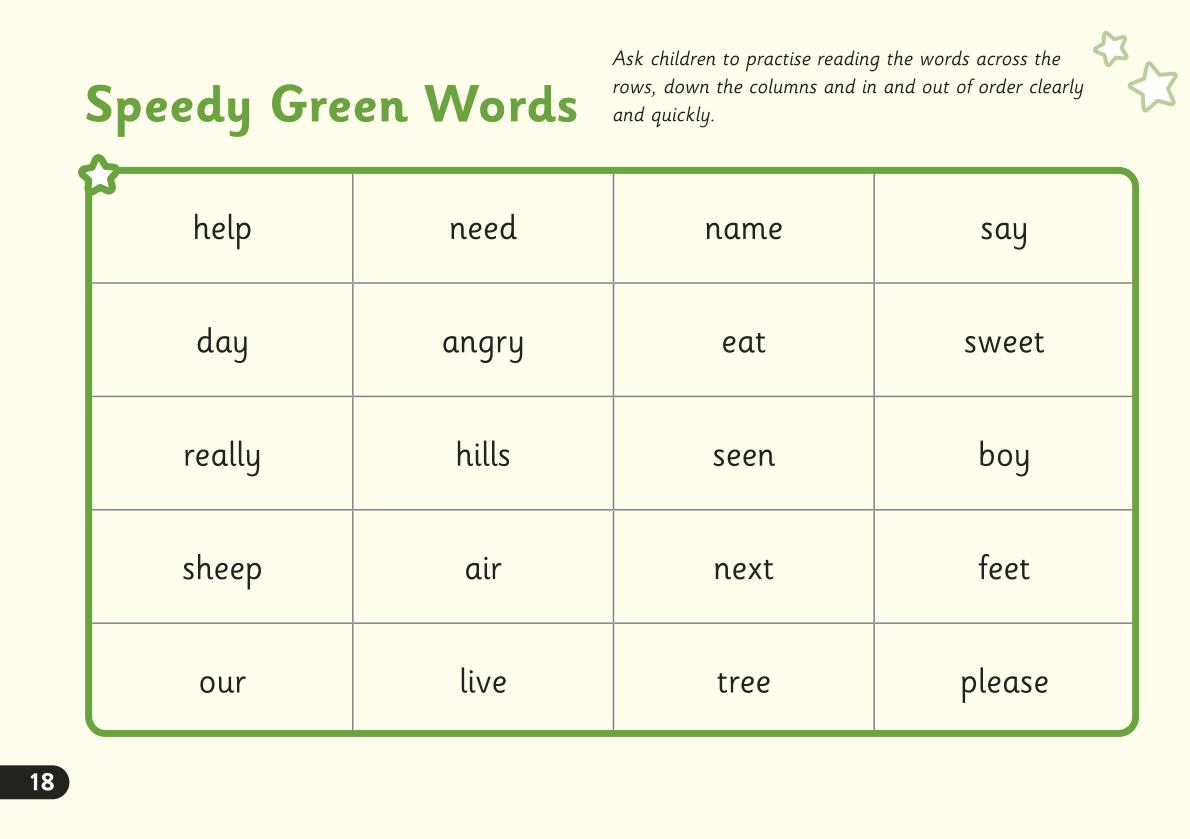 Speedy Green Words
Ask children to practise reading the words across the
rows, down the columns and in and out of order clearly
and quickly.
help need name say
day angry eat sweet
really hills seen boy
sheep air next feet
our live tree please
18